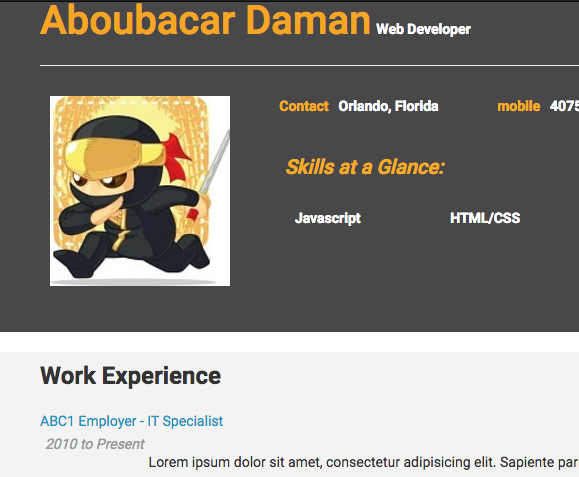 Aboubacar Daman Web Developer
Contact Orlando, Florida mobile 4075
Skills at a Glance:
Javascript HTML/CSS
Work Experience
ABC1 Employer - IT Specialist
2010 to Present
Lorem ipsum dolor sit amet, consectetur adipisicing elit. Sapiente par